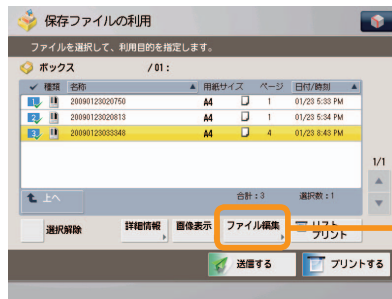 保存ファイルの利用
ファイルを選択して、利用目的を指定します。
ボックス /01:
✓ 種類 名称 ▲ 用紙サイズ ページ 日付/時刻 ▲
1 20090123020750 A4 1 01/23 5:33 PM
2 20090123020813 A4 1 01/23 5:34 PM
3 20090123033348 A4 4 01/23 8:43 PM
1/1
上へ 合計:3 選択数:1
選択解除 詳細情報 画像表示 ファイル編集 リスト
プリント
送信する プリントする